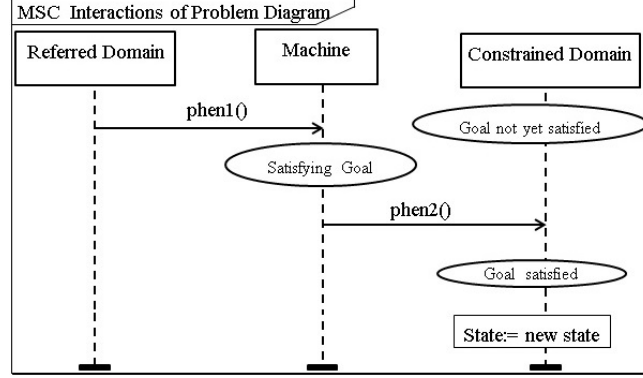 MSC Interactions of Problem Diagram
Referred Domain
Machine
Constrained Domain
phen1()
Goal not yet satisfied
Satisfying Goal
phen2()
Goal satisfied
State:= new state